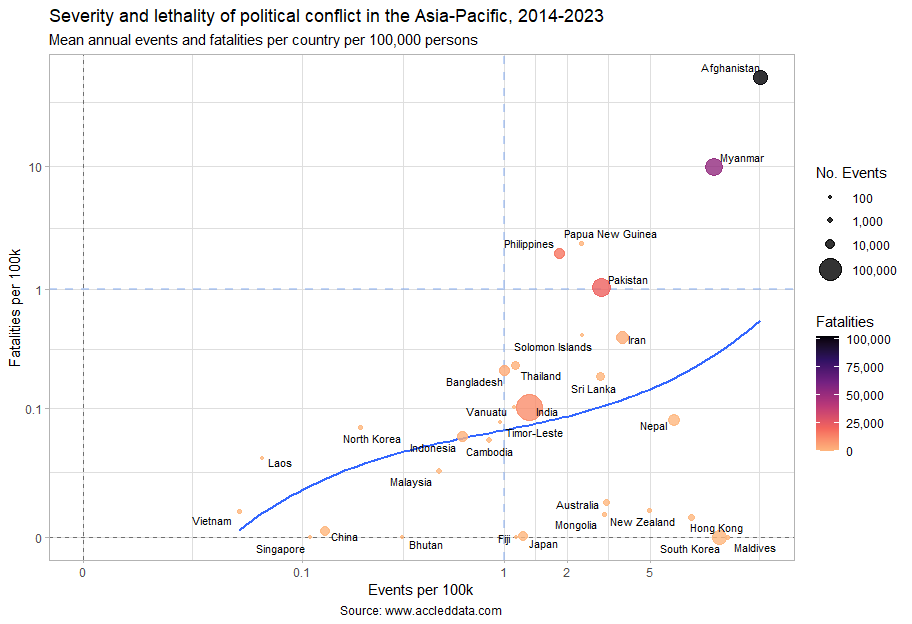 Severity and lethality of political conflict in the Asia-Pacific, 2014-2023
Mean annual events and fatalities per country per 100,000 persons
Afghanistan
Myanmar
Papua New Guinea
Philippines
Pakistan
Solomon Islands
Iran
Thailand
Bangladesh
Sri Lanka
Vanuatu
India
Nepal
Timor-Leste
North Korea
Indonesia
Cambodia
Laos
Malaysia
Australia
Vietnam
Mongolia
New Zealand
Hong Kong
China
Singapore
Bhutan
Fiji
Japan
South Korea
Maldives
Fatalities per 100k
10
1
0.1
0
0
0.1
1
2
5
Events per 100k
Source: www.accleddata.com
No. Events
100
1,000
10,000
100,000
Fatalities
100,000
75,000
50,000
25,000
0